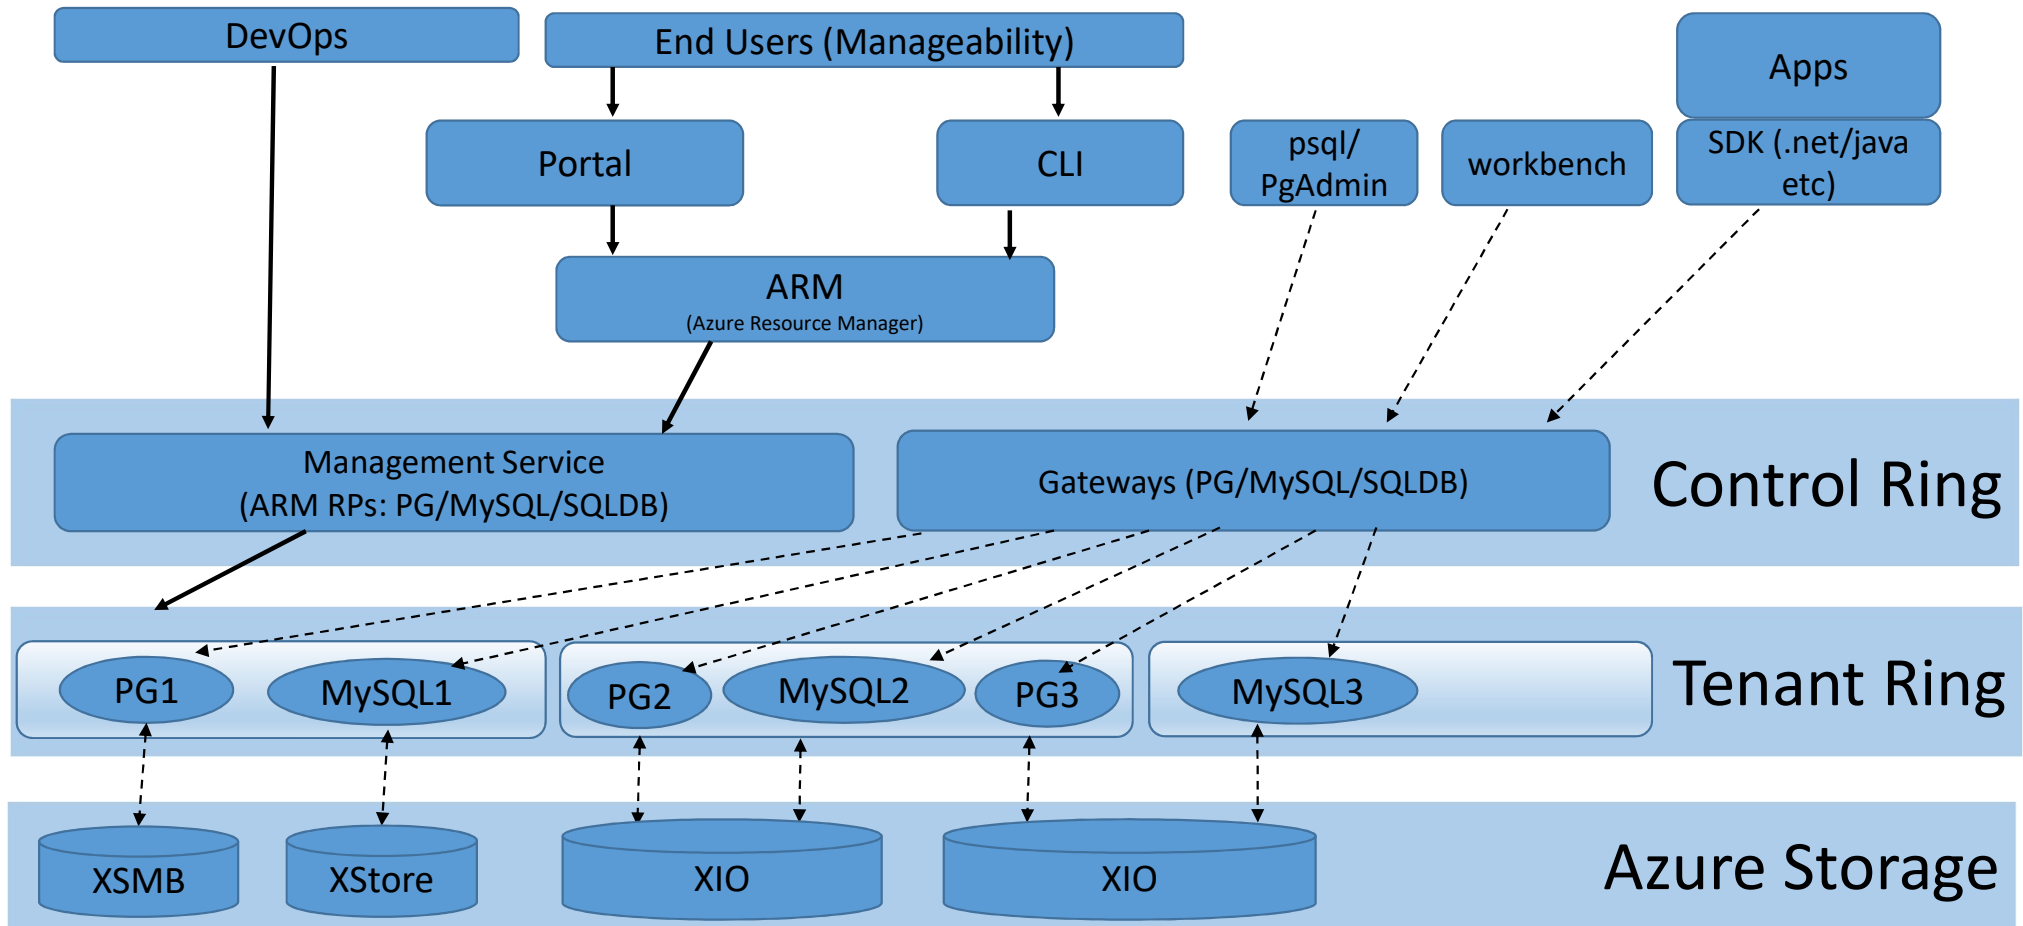 DevOps
End Users (Manageability)
Apps
Portal
CLI
psql/
PgAdmin
workbench
SDK (.net/java
etc)
ARM
(Azure Resource Manager)
Management Service
(ARM RPs: PG/MySQL/SQLDB)
Gateways (PG/MySQL/SQLDB)
Control Ring
PG1
MySQL1
PG2
MySQL2
PG3
MySQL3
Tenant Ring
XSMB
XStore
XIO
XIO
Azure Storage